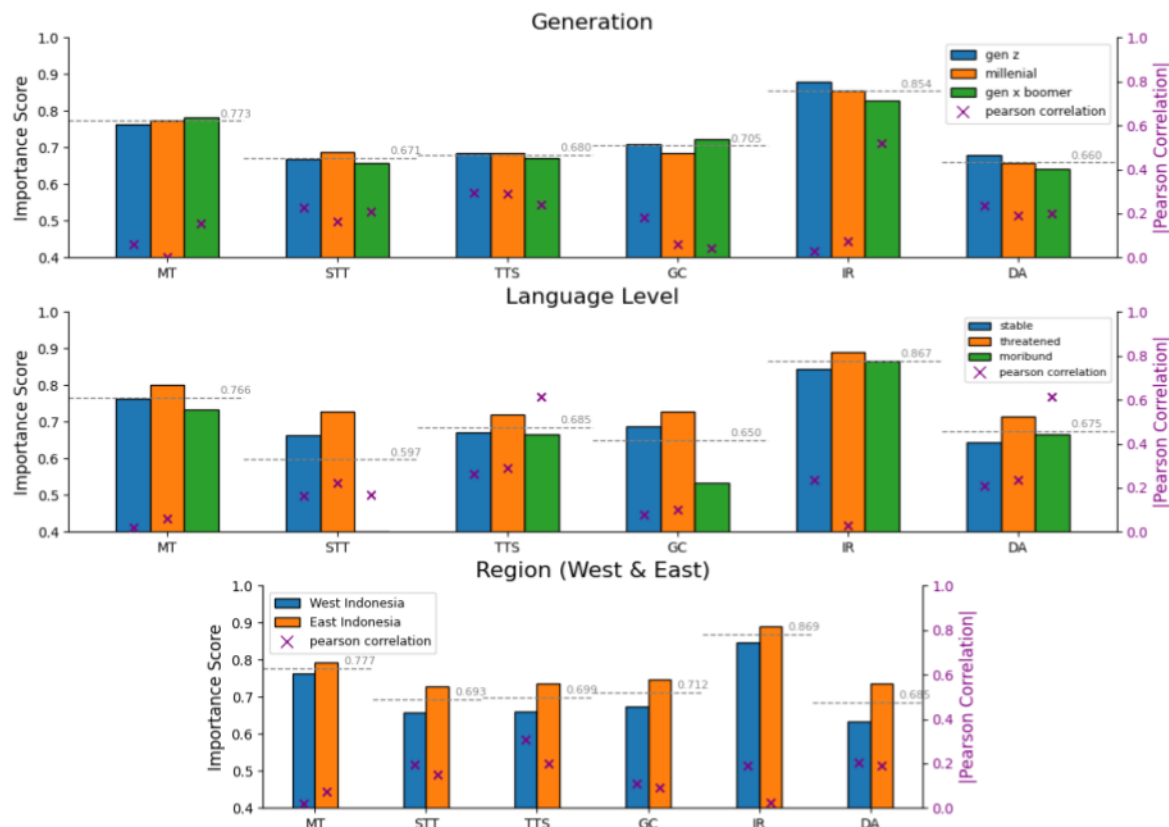 Generation
Importance Score
1.0
0.9
0.8
0.7
0.6
0.5
0.4
0.773
0.671
0.680
0.705
0.854
0.660
gen z
millenial
gen x boomer
pearson correlation
1.0
0.8
0.6
0.4
0.2
0.0
|Pearson Correlation|
MT STT TTS GC IR DA
Language Level
Importance Score
1.0
0.9
0.8
0.7
0.6
0.5
0.4
0.766
0.597
0.685
0.650
0.867
0.675
stable
threatened
moribund
pearson correlation
1.0
0.8
0.6
0.4
0.2
0.0
|Pearson Correlation|
MT STT TTS GC IR DA
Region (West & East)
Importance Score
1.0
0.9
0.8
0.7
0.6
0.5
0.4
West Indonesia
East Indonesia
pearson correlation
0.777
0.693
0.699
0.712
0.869
0.685
1.0
0.8
0.6
0.4
0.2
0.0
|Pearson Correlation|
MT STT TTS GC IR DA